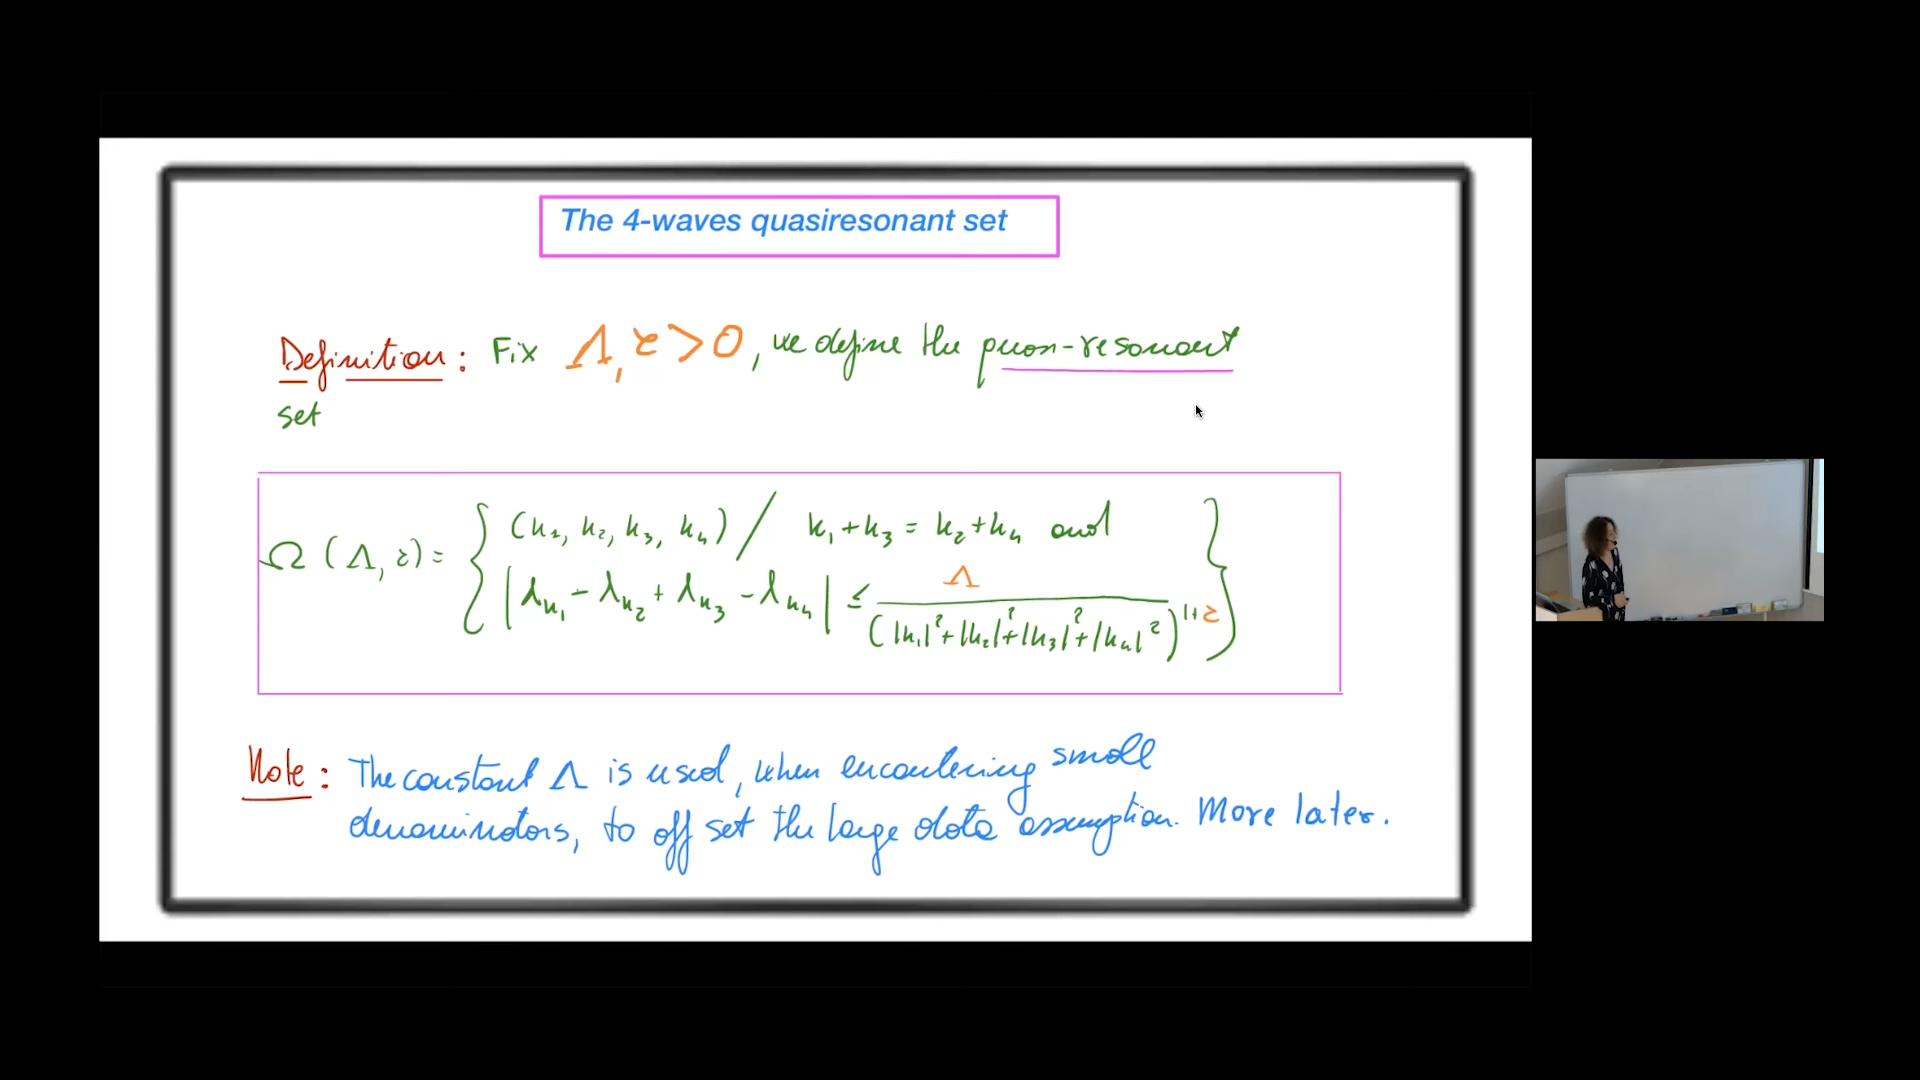 The 4-waves quasiresonant set
Definition: Fix Λ, τ > 0, we define the quasi-resonant
set
Ω (Λ, τ) = { (k₁, k₂, k₃, k₄) / k₁ + k₃ = k₂ + k₄ and
|λ_{k₁} − λ_{k₂} + λ_{k₃} − λ_{k₄}| ≤ Λ / (|k₁|² + |k₂|² + |k₃|² + |k₄|²)^{1+τ} }
Note: The constant Λ is used, when encountering small
denominators, to off set the large data assumption. More later.